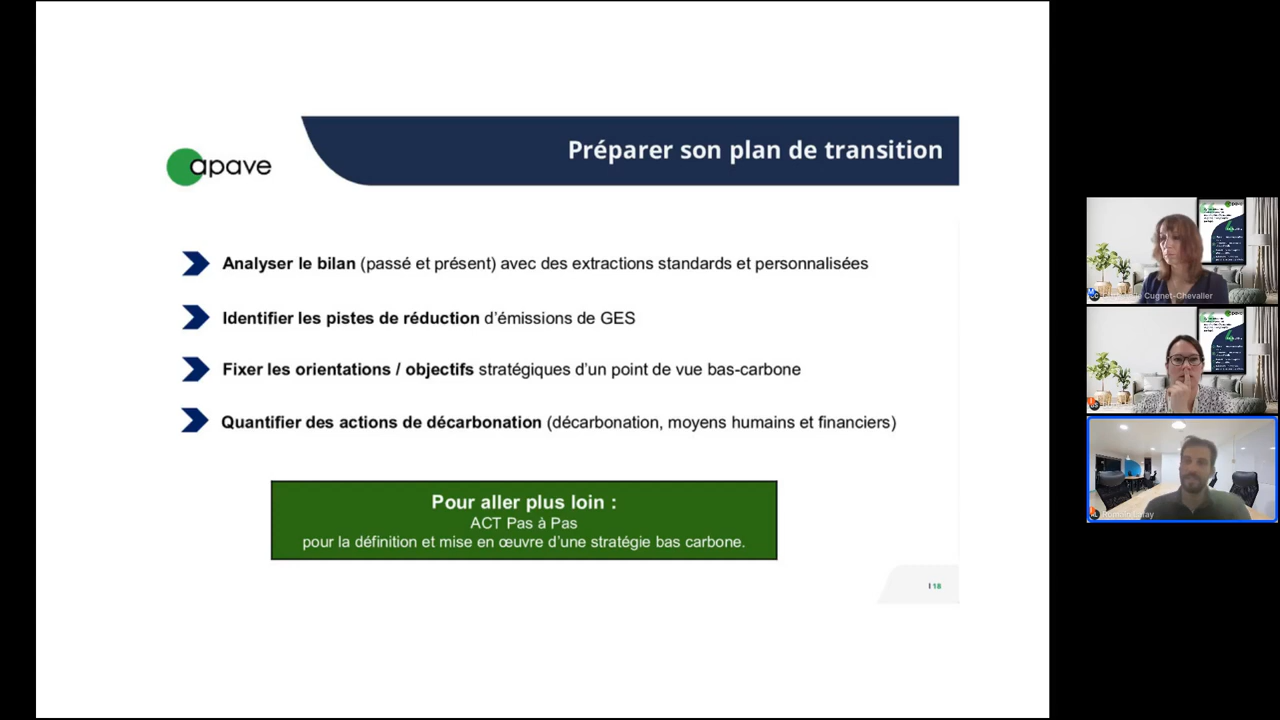 Préparer son plan de transition
apave
Analyser le bilan (passé et présent) avec des extractions standards et personnalisées
Identifier les pistes de réduction d’émissions de GES
Fixer les orientations / objectifs stratégiques d’un point de vue bas-carbone
Quantifier des actions de décarbonation (décarbonation, moyens humains et financiers)
Pour aller plus loin :
ACT Pas à Pas
pour la définition et mise en œuvre d’une stratégie bas carbone.
I 18
Cugnet-Chevalier